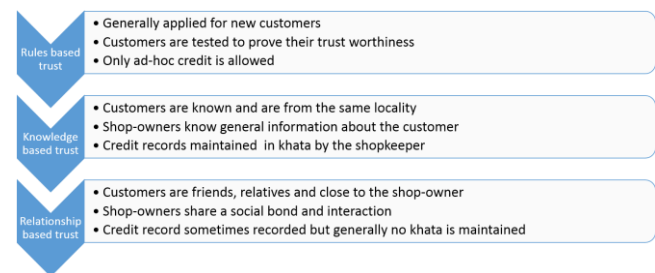 Rules based
trust
• Generally applied for new customers
• Customers are tested to prove their trust worthiness
• Only ad-hoc credit is allowed
Knowledge
based trust
• Customers are known and are from the same locality
• Shop-owners know general information about the customer
• Credit records maintained in khata by the shopkeeper
Relationship
based trust
• Customers are friends, relatives and close to the shop-owner
• Shop-owners share a social bond and interaction
• Credit record sometimes recorded but generally no khata is maintained